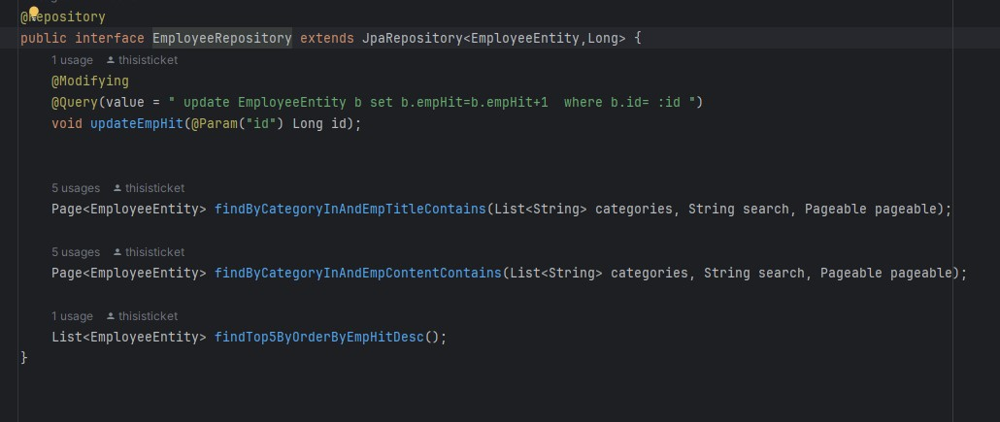 @Repository
public interface EmployeeRepository extends JpaRepository<EmployeeEntity,Long> {
1 usage thisisticket
@Modifying
@Query(value = " update EmployeeEntity b set b.empHit=b.empHit+1  where b.id= :id ")
void updateEmpHit(@Param("id") Long id);
5 usages thisisticket
Page<EmployeeEntity> findByCategoryInAndEmpTitleContains(List<String> categories, String search, Pageable pageable);
5 usages thisisticket
Page<EmployeeEntity> findByCategoryInAndEmpContentContains(List<String> categories, String search, Pageable pageable);
1 usage thisisticket
List<EmployeeEntity> findTop5ByOrderByEmpHitDesc();
}